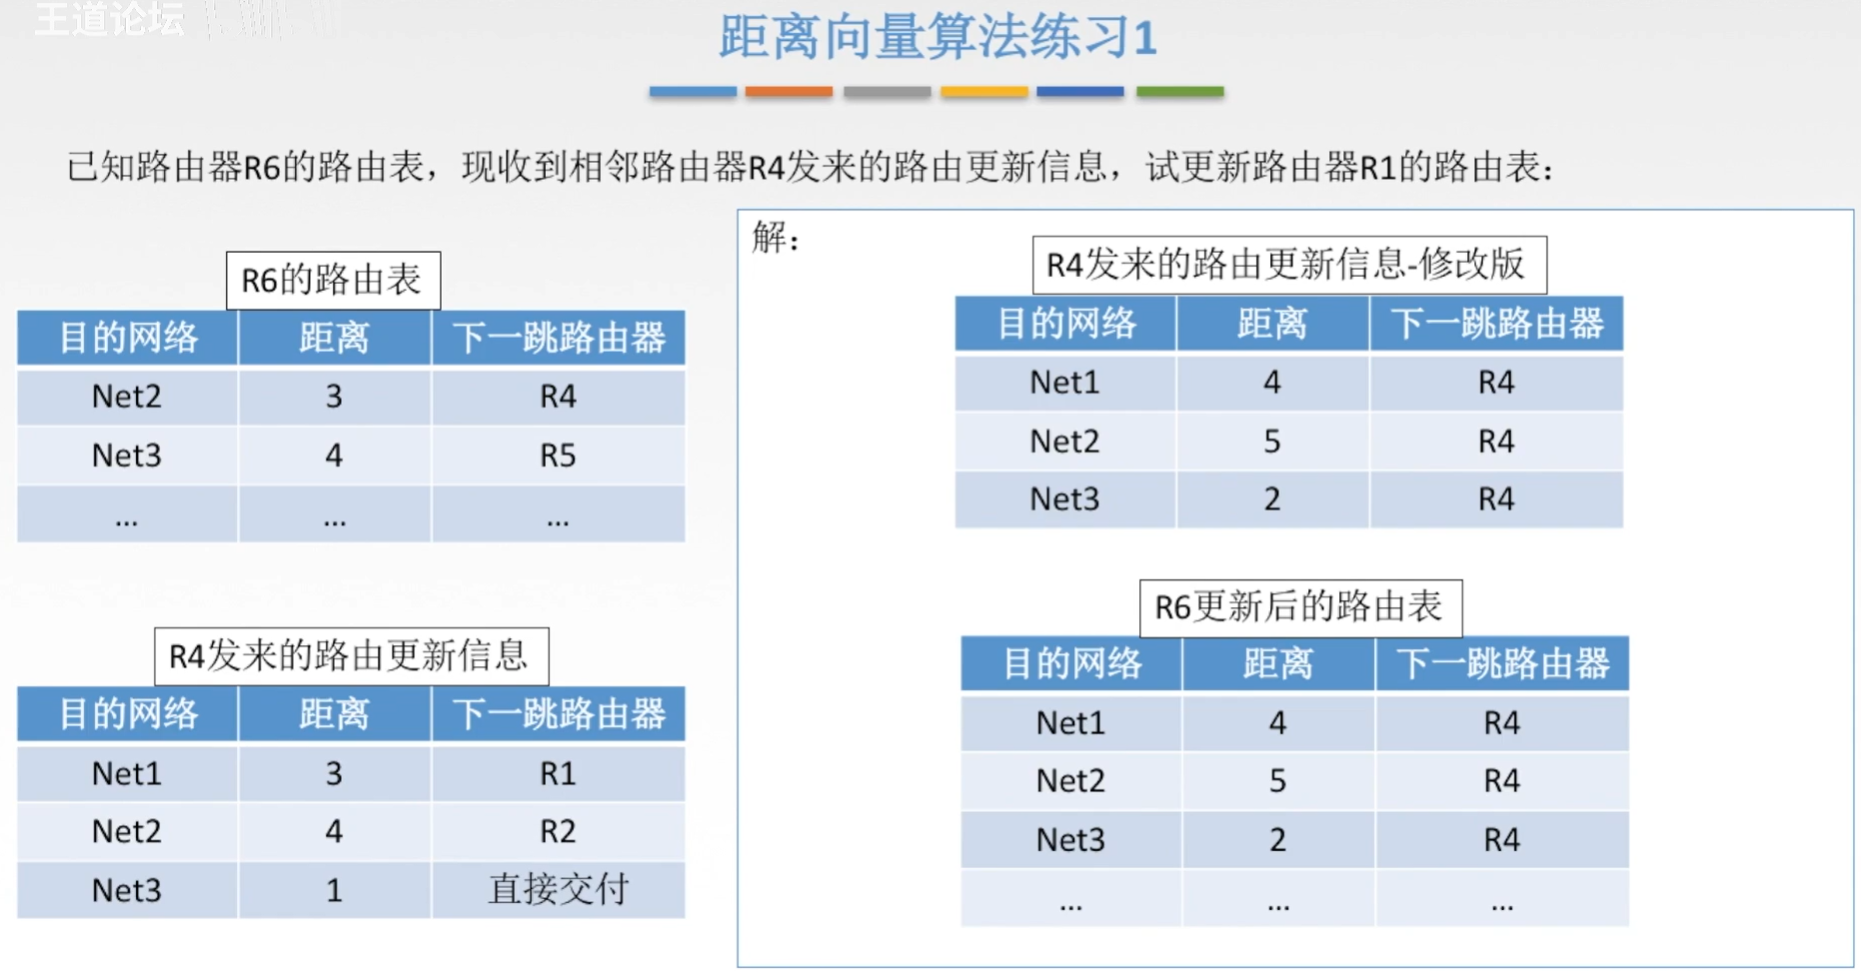 王道论坛
距离向量算法练习1
已知路由器R6的路由表，现收到相邻路由器R4发来的路由更新信息，试更新路由器R1的路由表：
R6的路由表
目的网络 距离 下一跳路由器
Net2 3 R4
Net3 4 R5
... ... ...
R4发来的路由更新信息
目的网络 距离 下一跳路由器
Net1 3 R1
Net2 4 R2
Net3 1 直接交付
解：
R4发来的路由更新信息-修改版
目的网络 距离 下一跳路由器
Net1 4 R4
Net2 5 R4
Net3 2 R4
R6更新后的路由表
目的网络 距离 下一跳路由器
Net1 4 R4
Net2 5 R4
Net3 2 R4
... ... ...